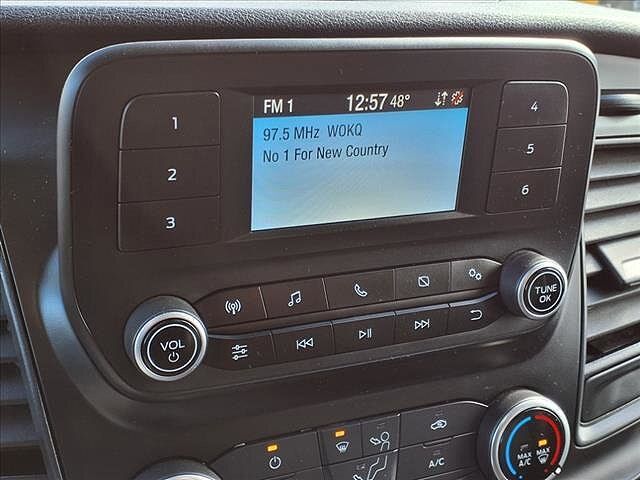 FM 1 12:57 48°
97.5 MHz WOKQ
No 1 For New Country
1
2
3
4
5
6
VOL
TUNE
OK
A/C
MAX
A/C
MAX